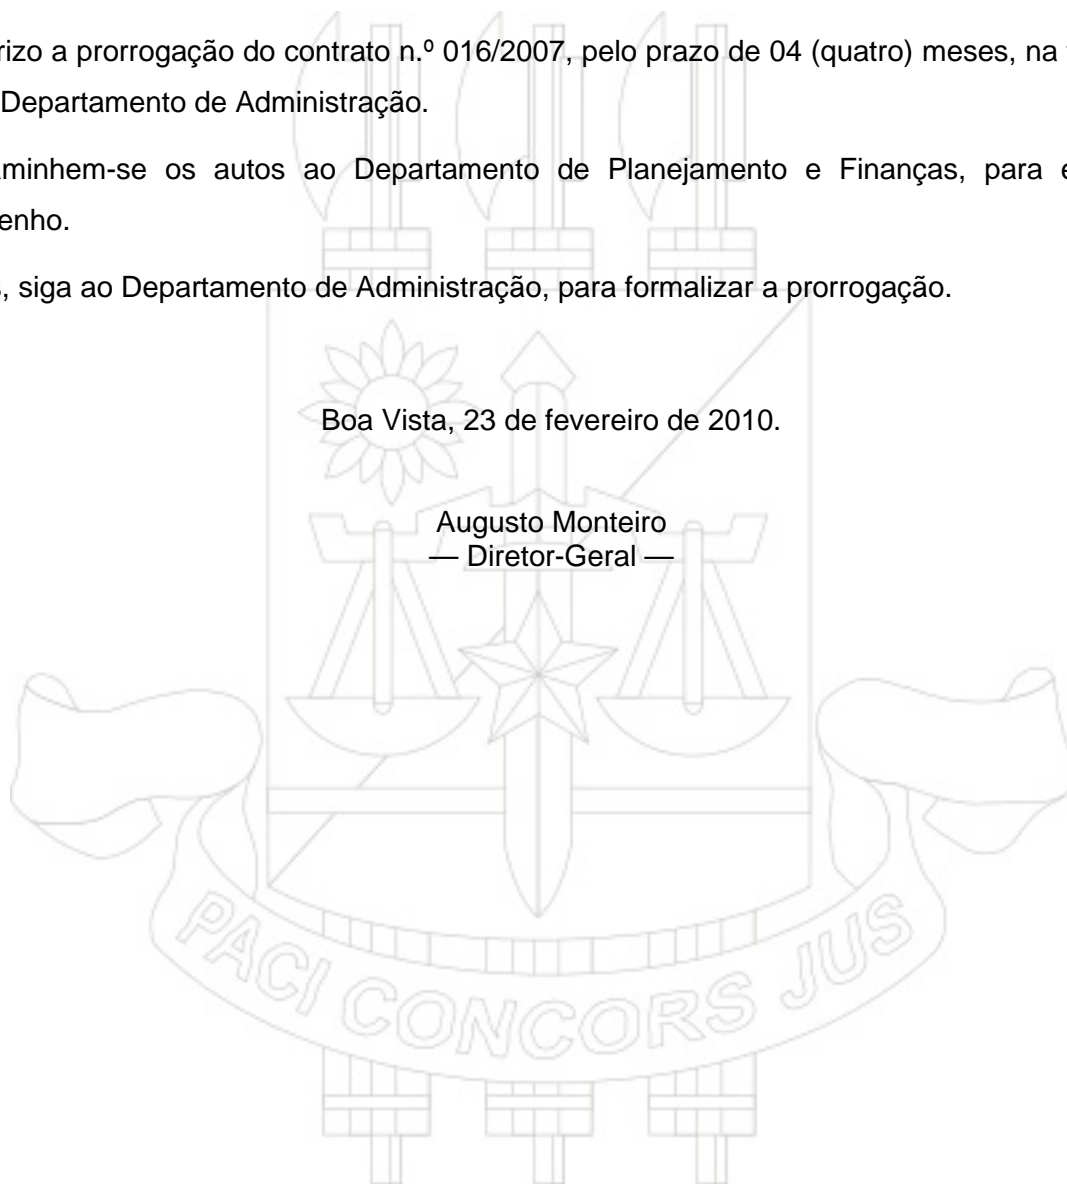 rizo a prorrogação do contrato n.º 016/2007, pelo prazo de 04 (quatro) meses, na
Departamento de Administração.
minhem-se os autos ao Departamento de Planejamento e Finanças, para e
enho.
, siga ao Departamento de Administração, para formalizar a prorrogação.
Boa Vista, 23 de fevereiro de 2010.
Augusto Monteiro
— Diretor-Geral —
PACI CONCORS JUS